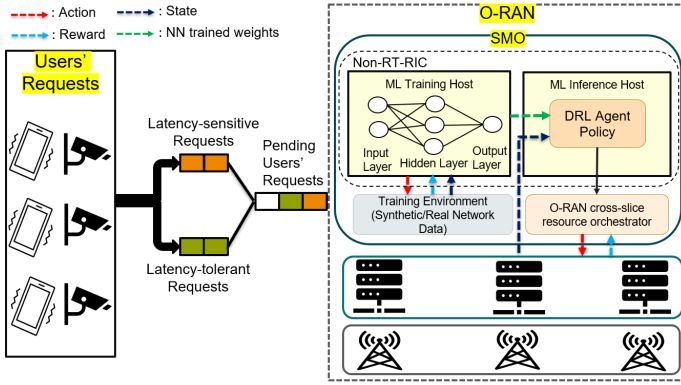 : Action
: State
: Reward
: NN trained weights
Users'
Requests
Latency-sensitive
Requests
Latency-tolerant
Requests
Pending
Users'
Requests
O-RAN
SMO
Non-RT-RIC
ML Training Host
Input
Layer
Hidden Layer
Output
Layer
ML Inference Host
DRL Agent
Policy
Training Environment
(Synthetic/Real Network
Data)
O-RAN cross-slice
resource orchestrator